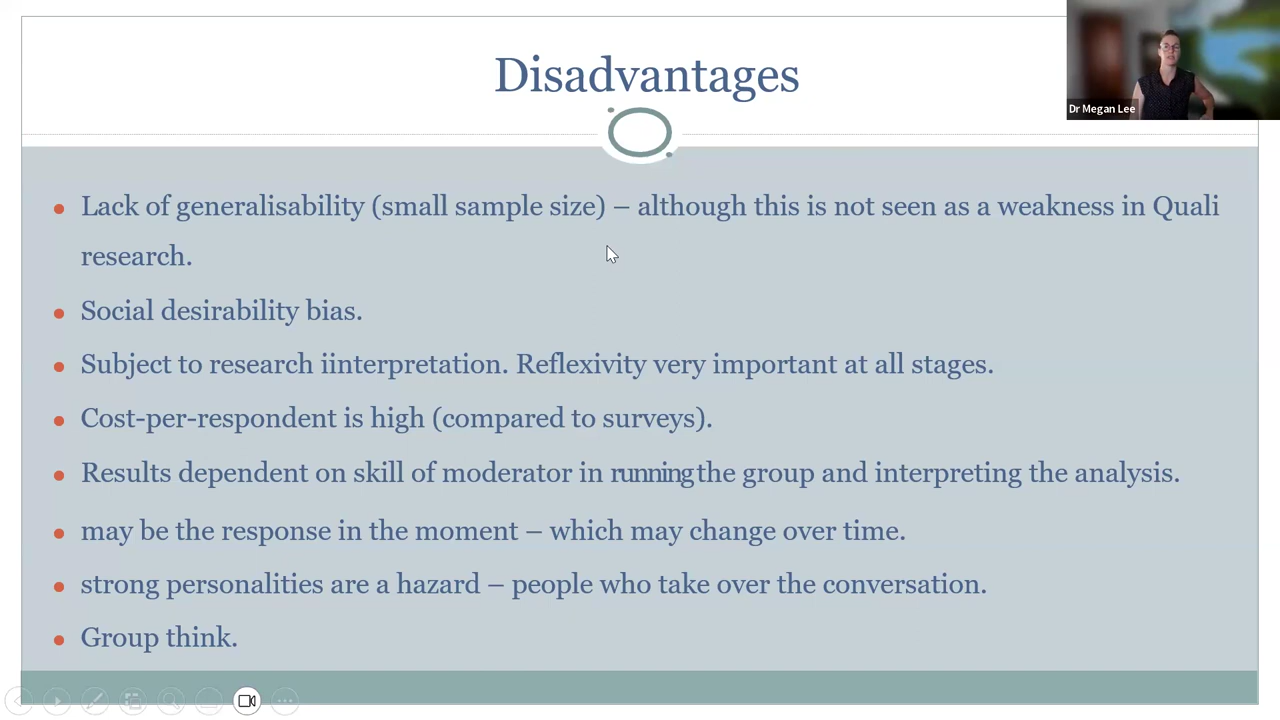 Disadvantages
Dr Megan Lee
Lack of generalisability (small sample size) – although this is not seen as a weakness in Quali
research.
Social desirability bias.
Subject to research iinterpretation. Reflexivity very important at all stages.
Cost-per-respondent is high (compared to surveys).
Results dependent on skill of moderator in running the group and interpreting the analysis.
may be the response in the moment – which may change over time.
strong personalities are a hazard – people who take over the conversation.
Group think.